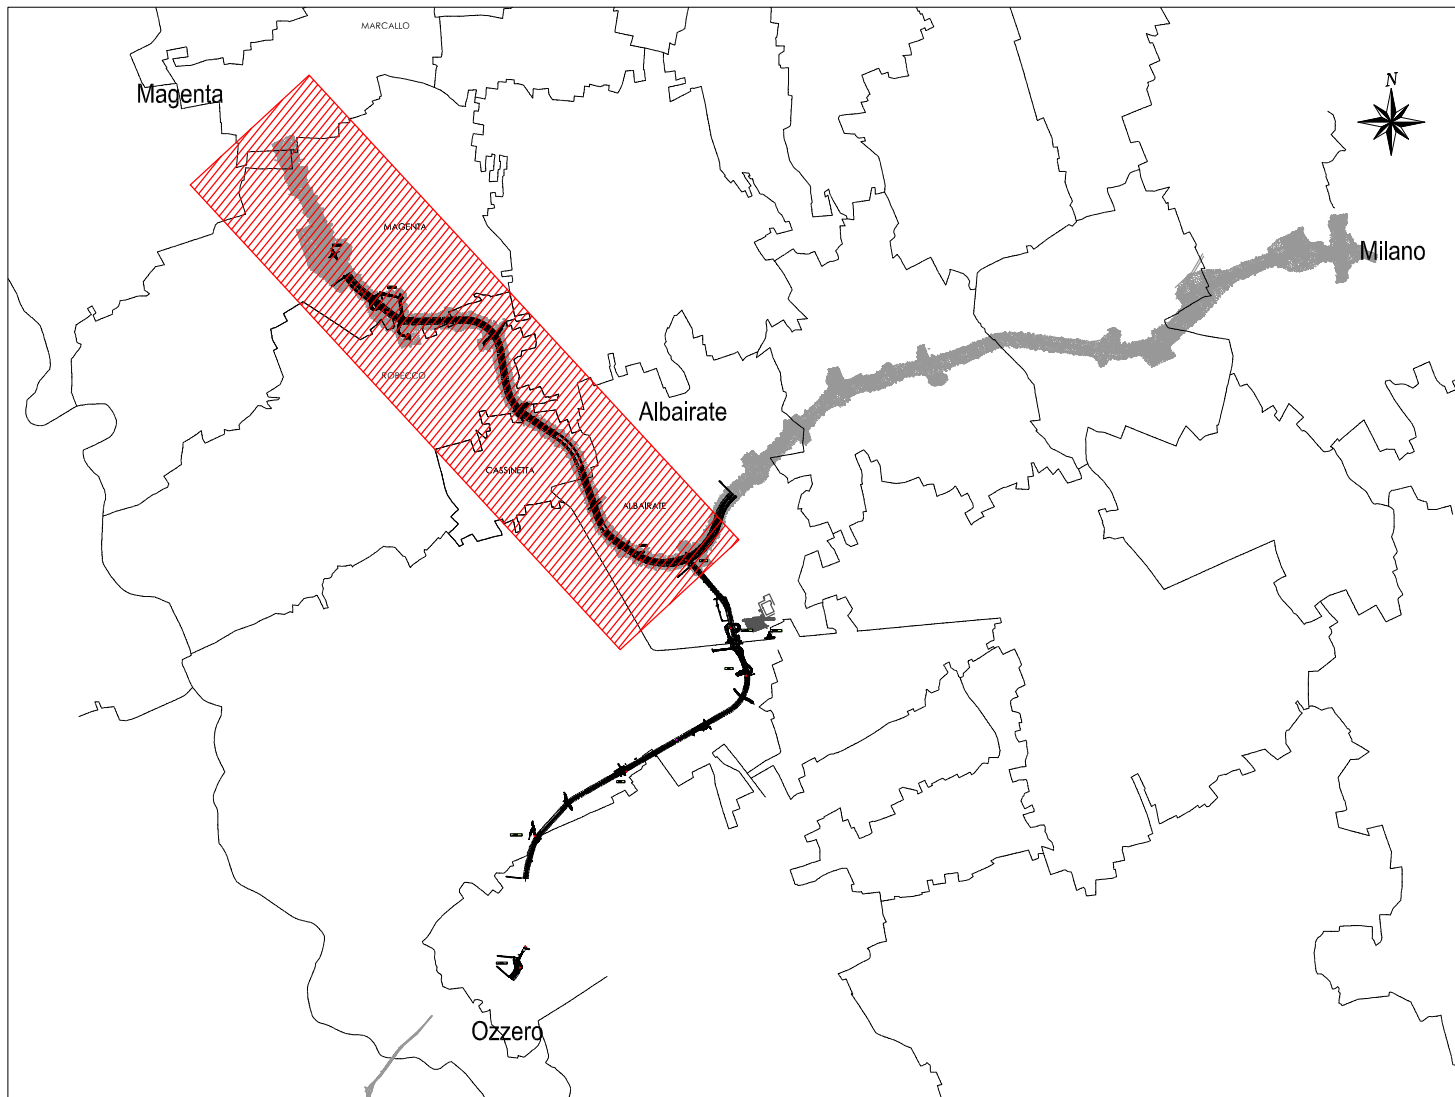 MARCALLO
N
Magenta
MAGENTA
Milano
ROBECCO
Albairate
CASSINETTA
ALBAIRATE
Ozzero